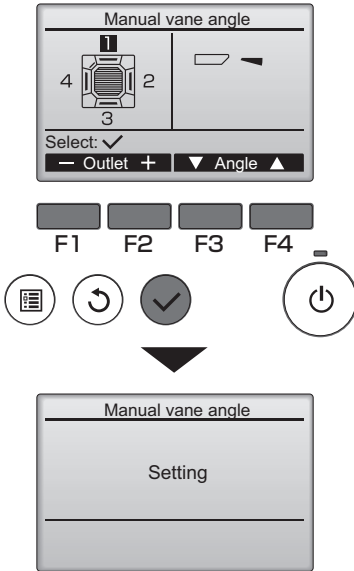 Manual vane angle
1
4 2
3
Select:
Outlet Angle
F1 F2 F3 F4
Manual vane angle
Setting